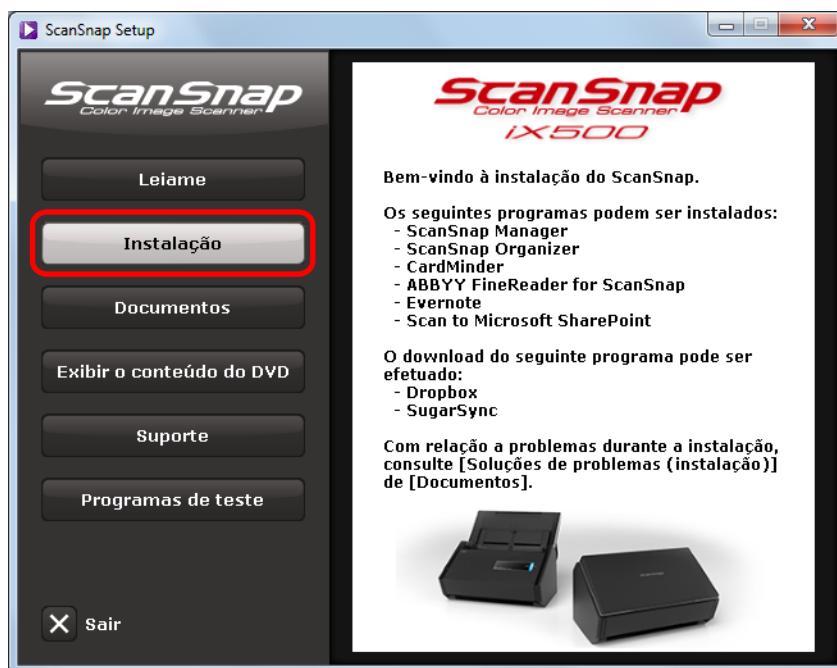 ScanSnap Setup
ScanSnap
Color Image Scanner
Leiame
Instalação
Documentos
Exibir o conteúdo do DVD
Suporte
Programas de teste
Sair
ScanSnap
Color Image Scanner
iX500
Bem-vindo à instalação do ScanSnap.
Os seguintes programas podem ser instalados:
- ScanSnap Manager
- ScanSnap Organizer
- CardMinder
- ABBYY FineReader for ScanSnap
- Evernote
- Scan to Microsoft SharePoint
O download do seguinte programa pode ser
efetuado:
- Dropbox
- SugarSync
Com relação a problemas durante a instalação,
consulte [Soluções de problemas (instalação)]
de [Documentos].